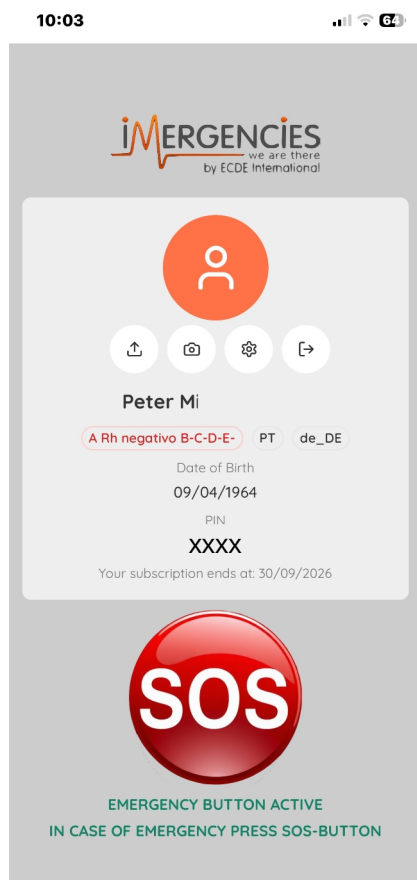 10:03
64
iMERGENCIES
we are there
by ECDE International
Peter Mi
A Rh negativo B-C-D-E- PT de_DE
Date of Birth
09/04/1964
PIN
XXXX
Your subscription ends at: 30/09/2026
SOS
EMERGENCY BUTTON ACTIVE
IN CASE OF EMERGENCY PRESS SOS-BUTTON